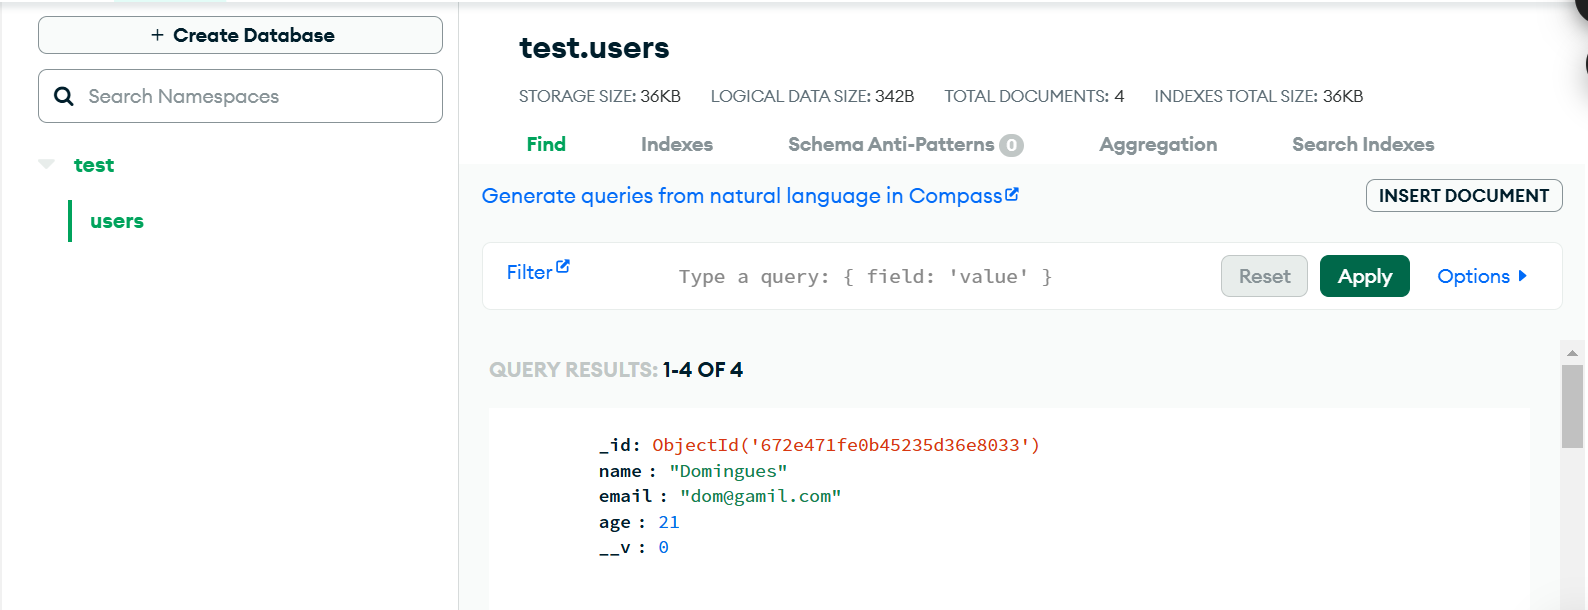 + Create Database
Search Namespaces
test
users
test.users
STORAGE SIZE: 36KB LOGICAL DATA SIZE: 342B TOTAL DOCUMENTS: 4 INDEXES TOTAL SIZE: 36KB
Find Indexes Schema Anti-Patterns 0 Aggregation Search Indexes
Generate queries from natural language in Compass
INSERT DOCUMENT
Filter Type a query: { field: 'value' } Reset Apply Options
QUERY RESULTS: 1-4 OF 4
_id: ObjectId('672e471fe0b45235d36e8033')
name : "Domingues"
email : "dom@gamil.com"
age : 21
__v : 0